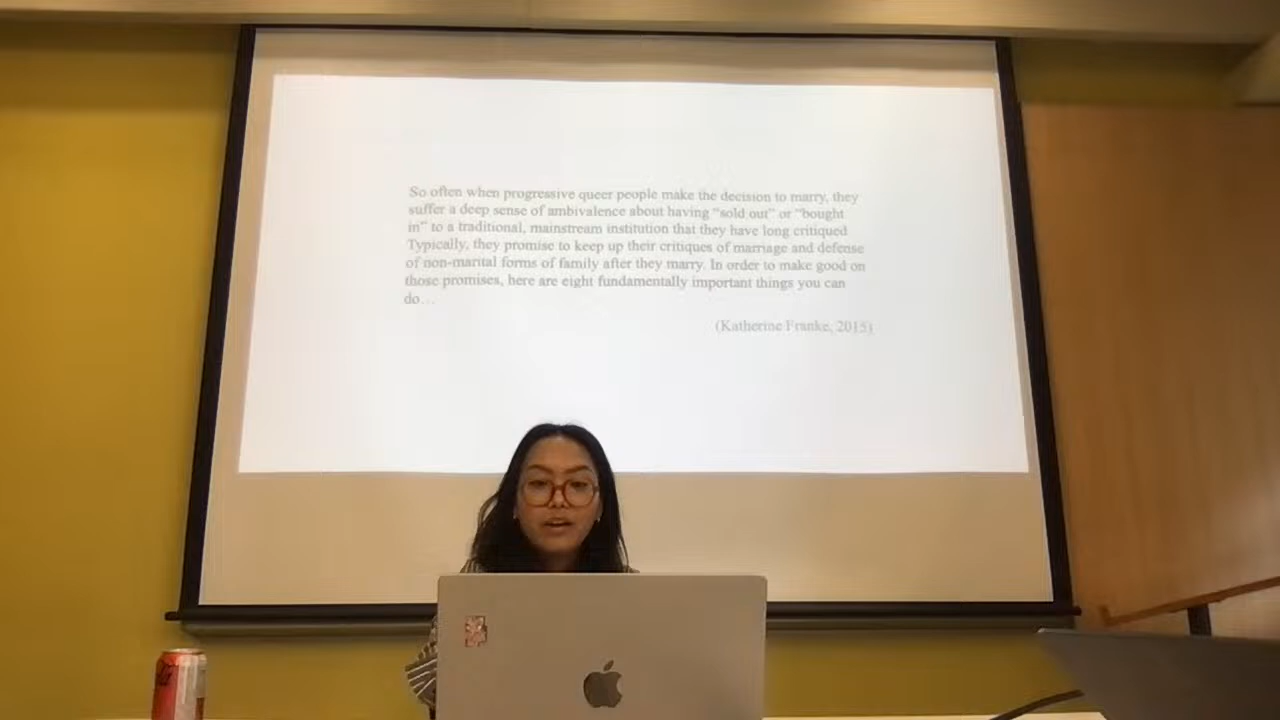 So often when progressive queer people make the decision to marry, they
suffer a deep sense of ambivalence about having “sold out” or “bought
in” to a traditional, mainstream institution that they have long critiqued.
Typically, they promise to keep up their critiques of marriage and defense
of non-marital forms of family after they marry. In order to make good on
those promises, here are eight fundamentally important things you can
do…
(Katherine Franke, 2015)